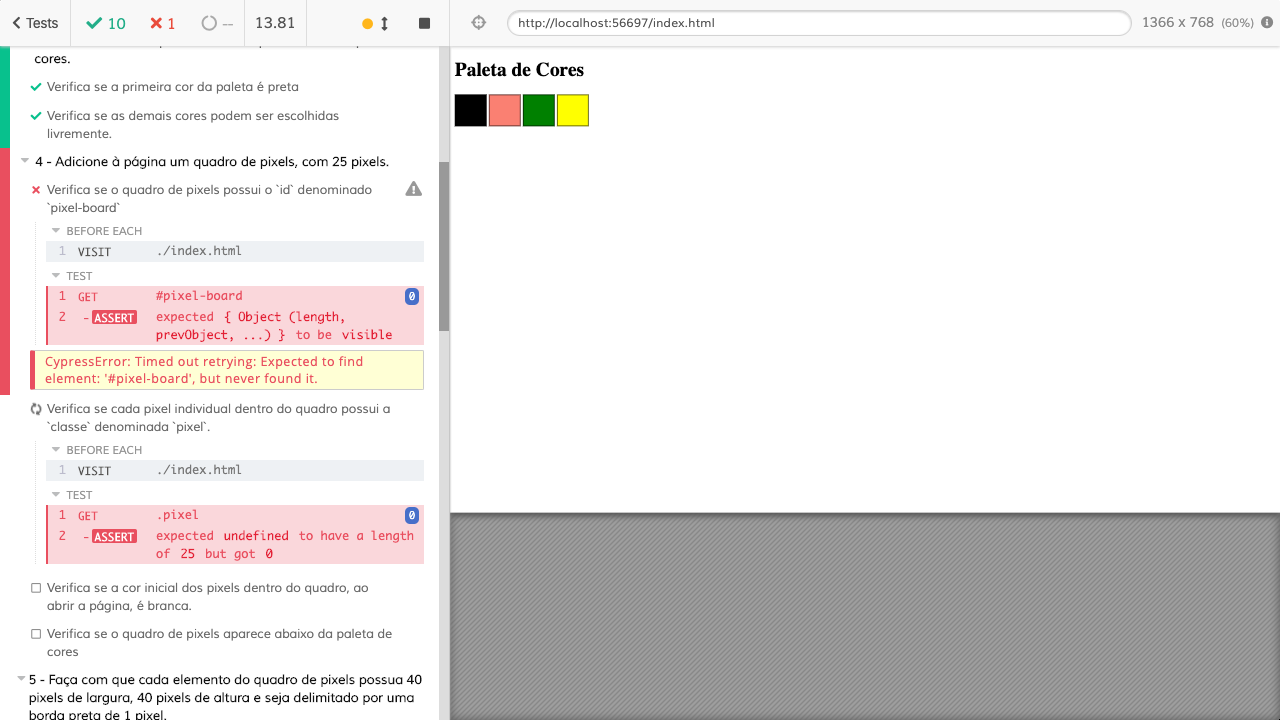 Tests
10
1
--
13.81
http://localhost:56697/index.html
1366 x 768 (60%)
cores.
Verifica se a primeira cor da paleta é preta
Verifica se as demais cores podem ser escolhidas
livremente.
4 - Adicione à página um quadro de pixels, com 25 pixels.
Verifica se o quadro de pixels possui o `id` denominado
`pixel-board`
BEFORE EACH
1 VISIT ./index.html
TEST
1 GET #pixel-board 0
2 -ASSERT expected { Object (length,
prevObject, ...) } to be visible
CypressError: Timed out retrying: Expected to find
element: '#pixel-board', but never found it.
Verifica se cada pixel individual dentro do quadro possui a
`classe` denominada `pixel`.
BEFORE EACH
1 VISIT ./index.html
TEST
1 GET .pixel 0
2 -ASSERT expected undefined to have a length
of 25 but got 0
Verifica se a cor inicial dos pixels dentro do quadro, ao
abrir a página, é branca.
Verifica se o quadro de pixels aparece abaixo da paleta de
cores
5 - Faça com que cada elemento do quadro de pixels possua 40
pixels de largura, 40 pixels de altura e seja delimitado por uma
borda preta de 1 pixel.
Paleta de Cores